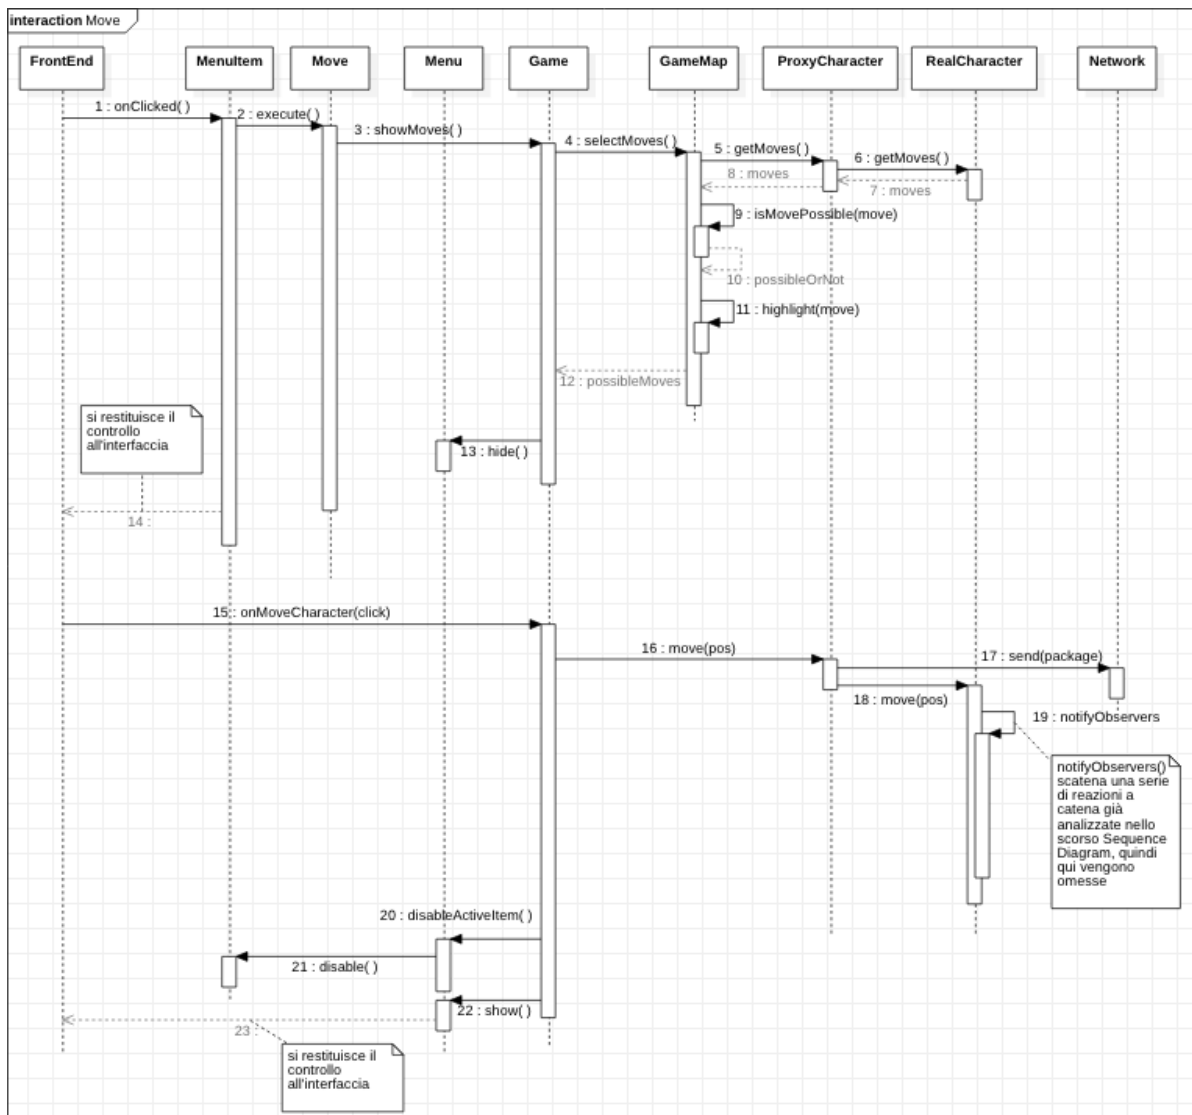 interaction Move
FrontEnd
MenuItem
Move
Menu
Game
GameMap
ProxyCharacter
RealCharacter
Network
1 : onClicked( )
2 : execute( )
3 : showMoves( )
4 : selectMoves( )
5 : getMoves( )
6 : getMoves( )
8 : moves
7 : moves
9 : isMovePossible(move)
10 : possibleOrNot
11 : highlight(move)
12 : possibleMoves
si restituisce il
controllo
all'interfaccia
13 : hide( )
14 :
15 : onMoveCharacter(click)
16 : move(pos)
17 : send(package)
18 : move(pos)
19 : notifyObservers
notifyObservers()
scatena una serie
di reazioni a
catena già
analizzate nello
scorso Sequence
Diagram, quindi
qui vengono
omesse
20 : disableActiveItem( )
21 : disable( )
22 : show( )
23 :
si restituisce il
controllo
all'interfaccia